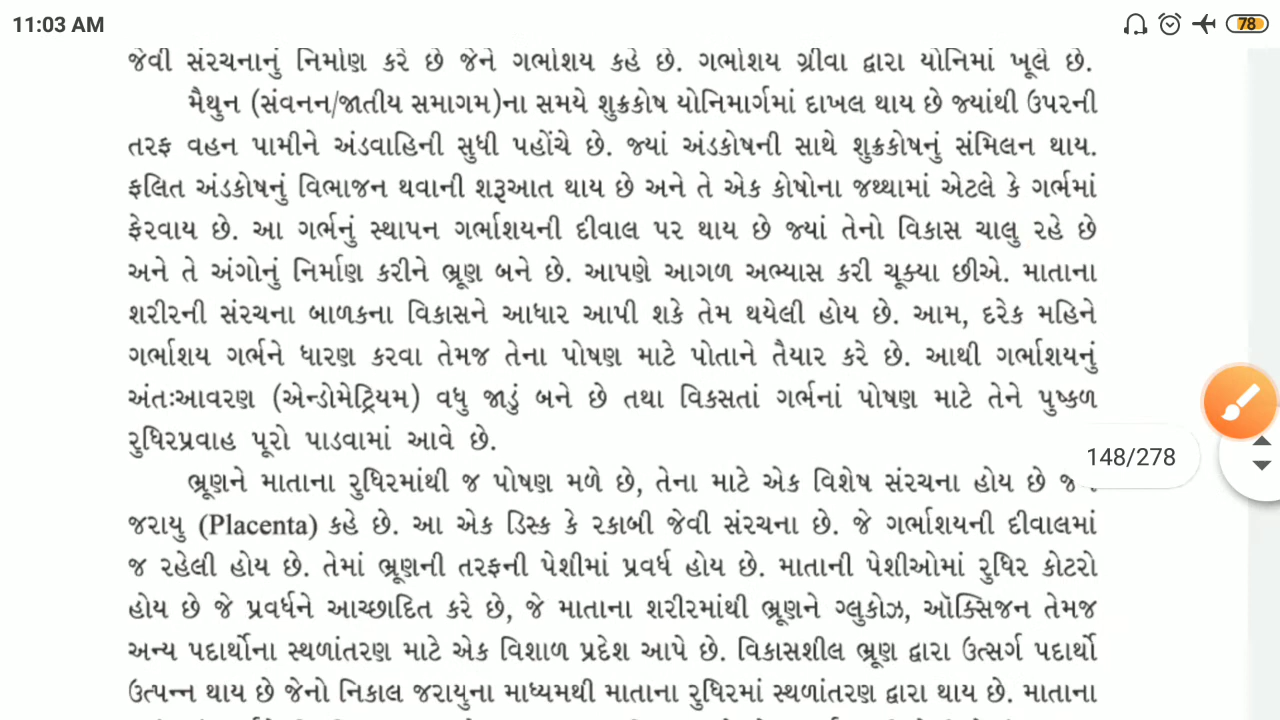 11:03 AM
78
જેવી સંરચનાનું નિર્માણ કરે છે જેને ગર્ભાશય કહે છે. ગર્ભાશય ગ્રીવા દ્વારા યોનિમાં ખૂલે છે.
મૈથુન (સંવનન/જાતીય સમાગમ)ના સમયે શુક્રકોષ યોનિમાર્ગમાં દાખલ થાય છે જ્યાંથી ઉપરની
તરફ વહન પામીને અંડવાહિની સુધી પહોંચે છે. જ્યાં અંડકોષની સાથે શુક્રકોષનું સંમિલન થાય.
ફલિત અંડકોષનું વિભાજન થવાની શરૂઆત થાય છે અને તે એક કોષોના જથ્થામાં એટલે કે ગર્ભમાં
ફેરવાય છે. આ ગર્ભનું સ્થાપન ગર્ભાશયની દીવાલ પર થાય છે જ્યાં તેનો વિકાસ ચાલુ રહે છે
અને તે અંગોનું નિર્માણ કરીને ભ્રૂણ બને છે. આપણે આગળ અભ્યાસ કરી ચૂક્યા છીએ. માતાના
શરીરની સંરચના બાળકના વિકાસને આધાર આપી શકે તેમ થયેલી હોય છે. આમ, દરેક મહિને
ગર્ભાશય ગર્ભને ધારણ કરવા તેમજ તેના પોષણ માટે પોતાને તૈયાર કરે છે. આથી ગર્ભાશયનું
અંતઃઆવરણ (એન્ડોમેટ્રિયમ) વધુ જાડું બને છે તથા વિકસતાં ગર્ભનાં પોષણ માટે તેને પુષ્કળ
રુધિરપ્રવાહ પૂરો પાડવામાં આવે છે.
148/278
ભ્રૂણને માતાના રુધિરમાંથી જ પોષણ મળે છે, તેના માટે એક વિશેષ સંરચના હોય છે
જરાયુ (Placenta) કહે છે. આ એક ડિસ્ક કે રકાબી જેવી સંરચના છે. જે ગર્ભાશયની દીવાલમાં
જ રહેલી હોય છે. તેમાં ભ્રૂણની તરફની પેશીમાં પ્રવર્ધ હોય છે. માતાની પેશીઓમાં રુધિર કોટરો
હોય છે જે પ્રવર્ધને આચ્છાદિત કરે છે, જે માતાના શરીરમાંથી ભ્રૂણને ગ્લુકોઝ, ઑક્સિજન તેમજ
અન્ય પદાર્થોના સ્થળાંતરણ માટે એક વિશાળ પ્રદેશ આપે છે. વિકાસશીલ ભ્રૂણ દ્વારા ઉત્સર્ગ પદાર્થો
ઉત્પન્ન થાય છે જેનો નિકાલ જરાયુના માધ્યમથી માતાના રુધિરમાં સ્થળાંતરણ દ્વારા થાય છે. માતાના